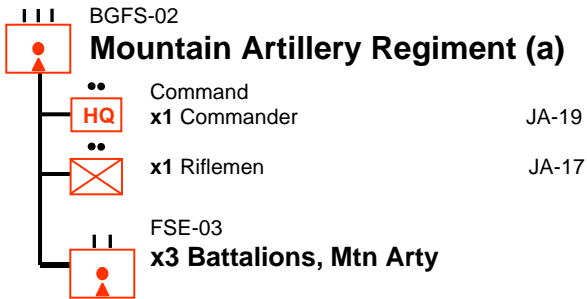 BGFS-02
Mountain Artillery Regiment (a)
Command
HQ x1 Commander JA-19
x1 Riflemen JA-17
FSE-03
x3 Battalions, Mtn Arty